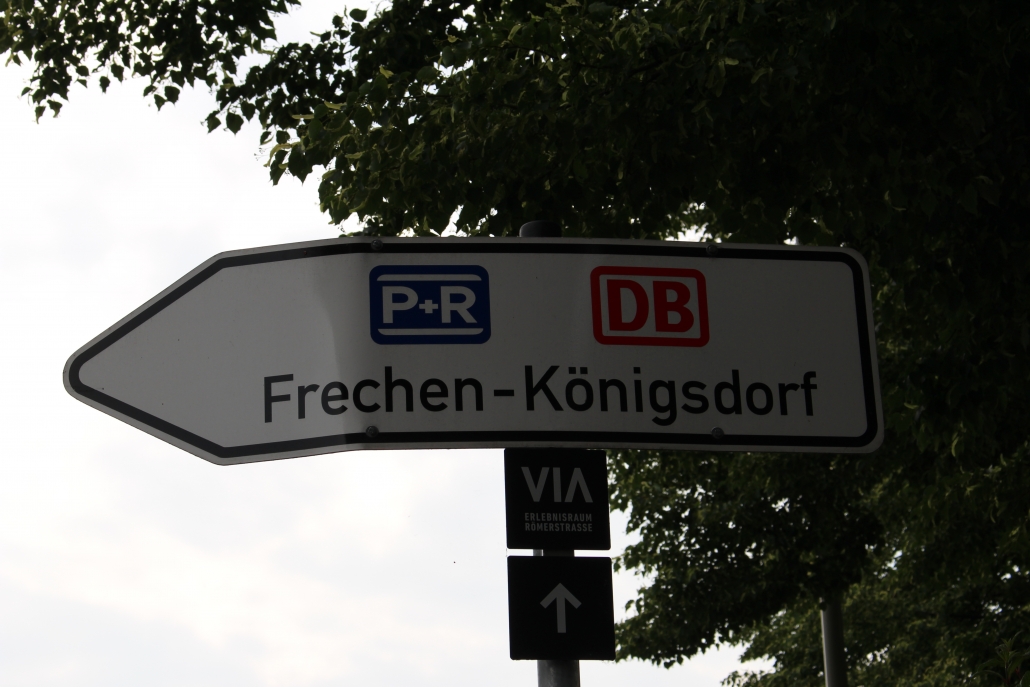 P+R
DB
Frechen-Königsdorf
VIA
ERLEBNISRAUM
RÖMERSTRASSE